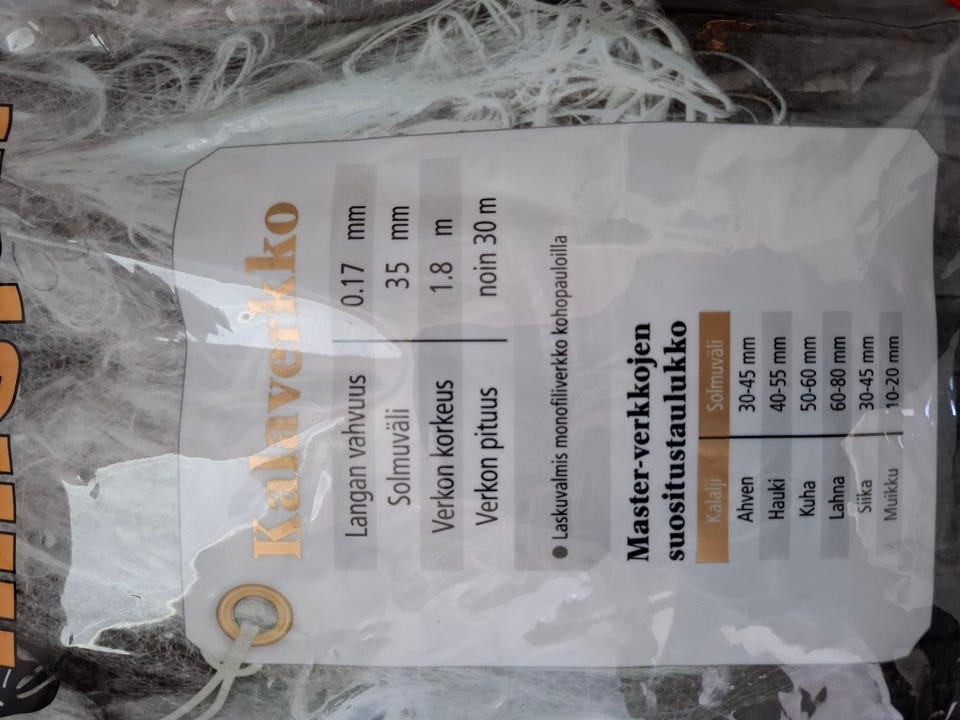 Kalaverkko
Langan vahvuus 0.17 mm
Solmuväli 35 mm
Verkon korkeus 1.8 m
Verkon pituus noin 30 m
● Laskuvalmis monofiiliverkko kohopauloilla
Master-verkkojen
suositustaulukko
Kalalji Solmuväli
Ahven 30-45 mm
Hauki 40-55 mm
Kuha 50-60 mm
Lahna 60-80 mm
Siika 30-45 mm
Muikku 10-20 mm